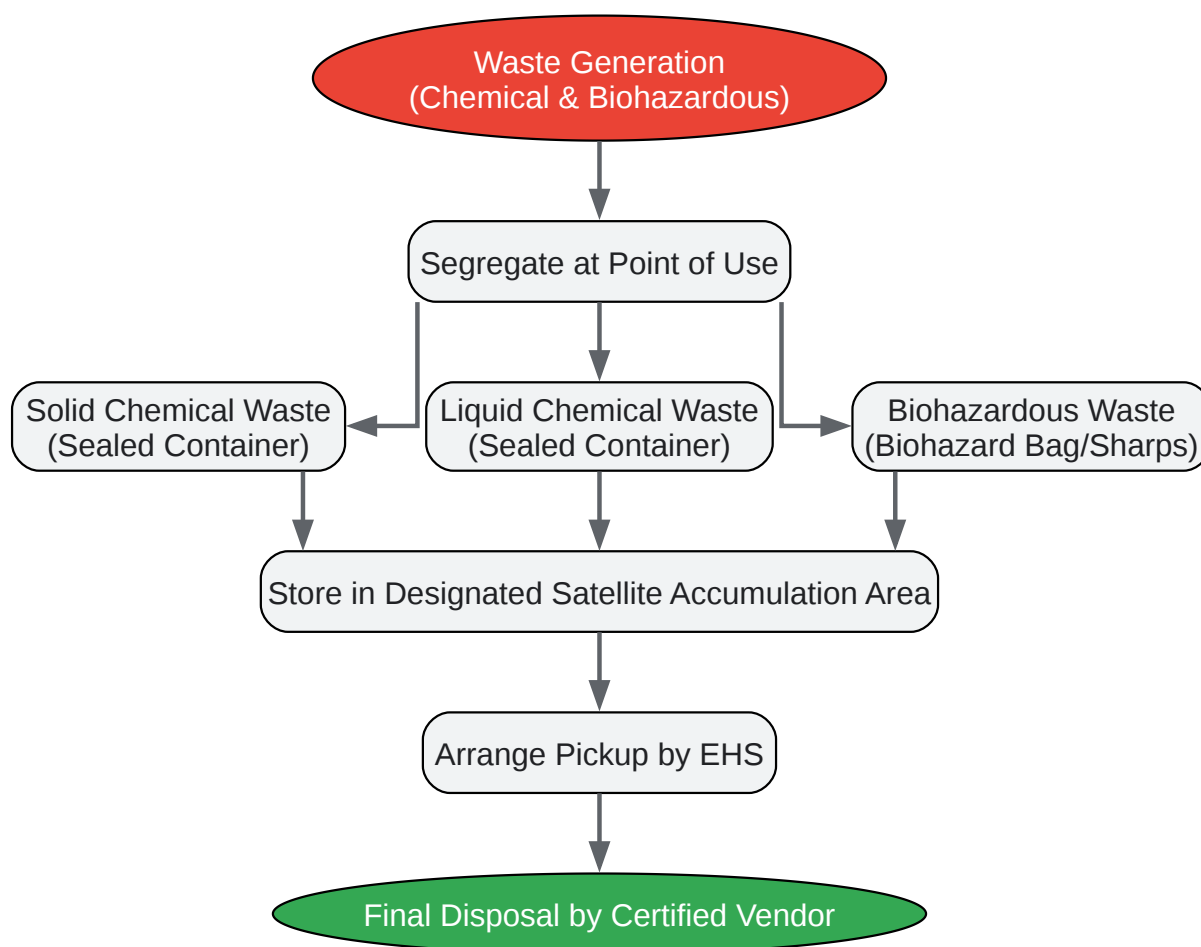 Waste Generation
(Chemical & Biohazardous)
Segregate at Point of Use
Solid Chemical Waste
(Sealed Container)
Liquid Chemical Waste
(Sealed Container)
Biohazardous Waste
(Biohazard Bag/Sharps)
Store in Designated Satellite Accumulation Area
Arrange Pickup by EHS
Final Disposal by Certified Vendor